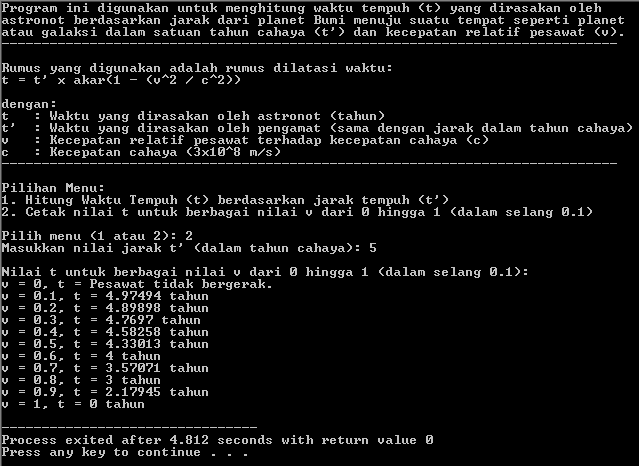 Program ini digunakan untuk menghitung waktu tempuh (t) yang dirasakan oleh
astronot berdasarkan jarak dari planet Bumi menuju suatu tempat seperti planet
atau galaksi dalam satuan tahun cahaya (t') dan kecepatan relatif pesawat (v).
-----------------------------------------------------------------------------
Rumus yang digunakan adalah rumus dilatasi waktu:
t = t' x akar(1 - (v^2 / c^2))
dengan:
t   : Waktu yang dirasakan oleh astronot (tahun)
t'  : Waktu yang dirasakan oleh pengamat (sama dengan jarak dalam tahun cahaya)
v   : Kecepatan relatif pesawat terhadap kecepatan cahaya (c)
c   : Kecepatan cahaya (3x10^8 m/s)
-----------------------------------------------------------------------------
Pilihan Menu:
1. Hitung Waktu Tempuh (t) berdasarkan jarak tempuh (t')
2. Cetak nilai t untuk berbagai nilai v dari 0 hingga 1 (dalam selang 0.1)
Pilih menu (1 atau 2): 2
Masukkan nilai jarak t' (dalam tahun cahaya): 5
Nilai t untuk berbagai nilai v dari 0 hingga 1 (dalam selang 0.1):
v = 0, t = Pesawat tidak bergerak.
v = 0.1, t = 4.97494 tahun
v = 0.2, t = 4.89898 tahun
v = 0.3, t = 4.7697 tahun
v = 0.4, t = 4.58258 tahun
v = 0.5, t = 4.33013 tahun
v = 0.6, t = 4 tahun
v = 0.7, t = 3.57071 tahun
v = 0.8, t = 3 tahun
v = 0.9, t = 2.17945 tahun
v = 1, t = 0 tahun
--------------------------------
Process exited after 4.812 seconds with return value 0
Press any key to continue . . .